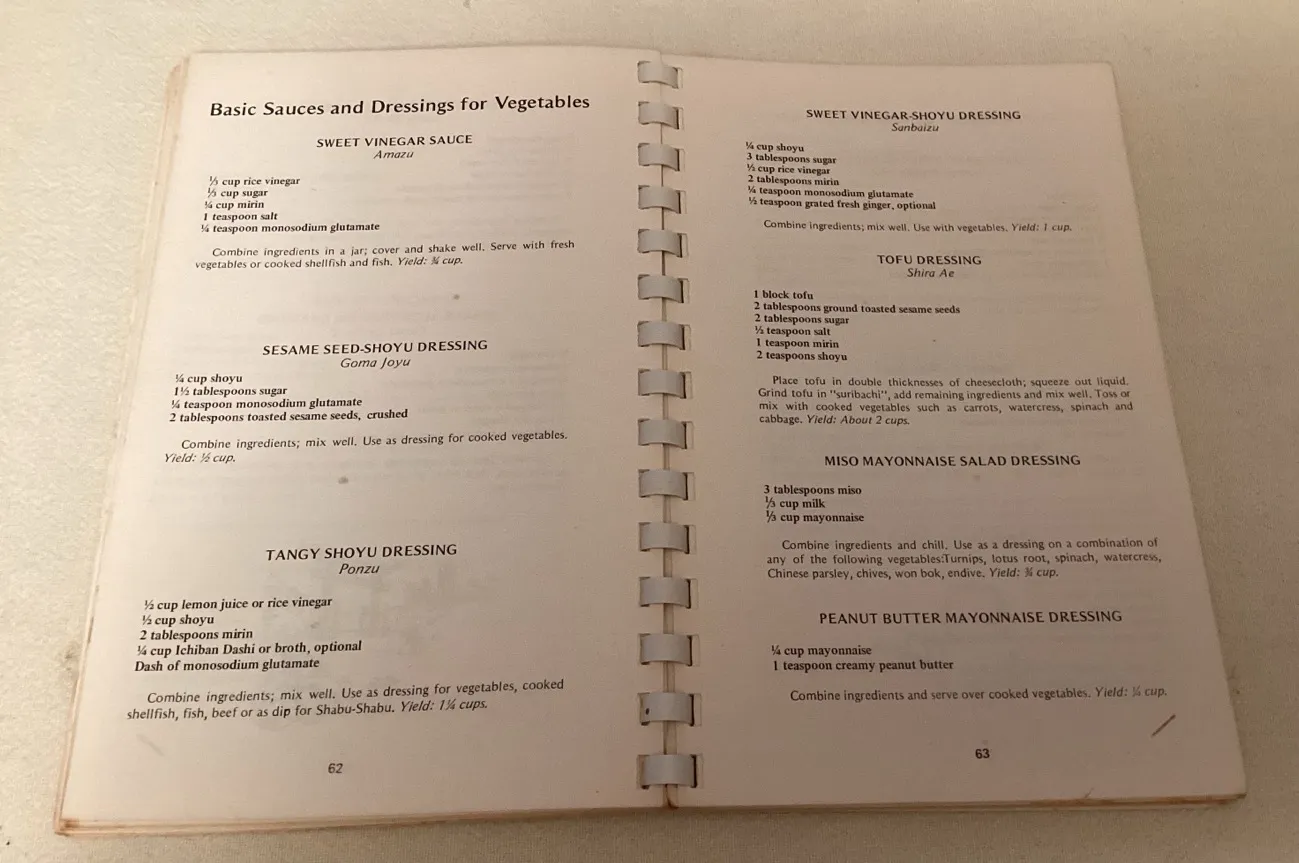 Basic Sauces and Dressings for Vegetables
SWEET VINEGAR SAUCE
Amazu
⅓ cup rice vinegar
⅓ cup sugar
¼ cup mirin
1 teaspoon salt
¼ teaspoon monosodium glutamate
Combine ingredients in a jar; cover and shake well. Serve with fresh
vegetables or cooked shellfish and fish. Yield: ¾ cup.
SESAME SEED-SHOYU DRESSING
Goma Joyu
¼ cup shoyu
1½ tablespoons sugar
¼ teaspoon monosodium glutamate
2 tablespoons toasted sesame seeds, crushed
Combine ingredients; mix well. Use as dressing for cooked vegetables.
Yield: ½ cup.
TANGY SHOYU DRESSING
Ponzu
½ cup lemon juice or rice vinegar
½ cup shoyu
2 tablespoons mirin
¼ cup Ichiban Dashi or broth, optional
Dash of monosodium glutamate
Combine ingredients; mix well. Use as dressing for vegetables, cooked
shellfish, fish, beef or as dip for Shabu-Shabu. Yield: 1¼ cups.
62
SWEET VINEGAR-SHOYU DRESSING
Sanbaizu
¼ cup shoyu
3 tablespoons sugar
½ cup rice vinegar
2 tablespoons mirin
¼ teaspoon monosodium glutamate
½ teaspoon grated fresh ginger, optional
Combine ingredients; mix well. Use with vegetables. Yield: 1 cup.
TOFU DRESSING
Shira Ae
1 block tofu
2 tablespoons ground toasted sesame seeds
2 tablespoons sugar
½ teaspoon salt
1 teaspoon mirin
2 teaspoons shoyu
Place tofu in double thicknesses of cheesecloth; squeeze out liquid.
Grind tofu in "suribachi", add remaining ingredients and mix well. Toss or
mix with cooked vegetables such as carrots, watercress, spinach and
cabbage. Yield: About 2 cups.
MISO MAYONNAISE SALAD DRESSING
3 tablespoons miso
⅓ cup milk
⅓ cup mayonnaise
Combine ingredients and chill. Use as a dressing on a combination of
any of the following vegetables:Turnips, lotus root, spinach, watercress,
Chinese parsley, chives, won bok, endive. Yield: ¾ cup.
PEANUT BUTTER MAYONNAISE DRESSING
¼ cup mayonnaise
1 teaspoon creamy peanut butter
Combine ingredients and serve over cooked vegetables. Yield: ¼ cup.
63